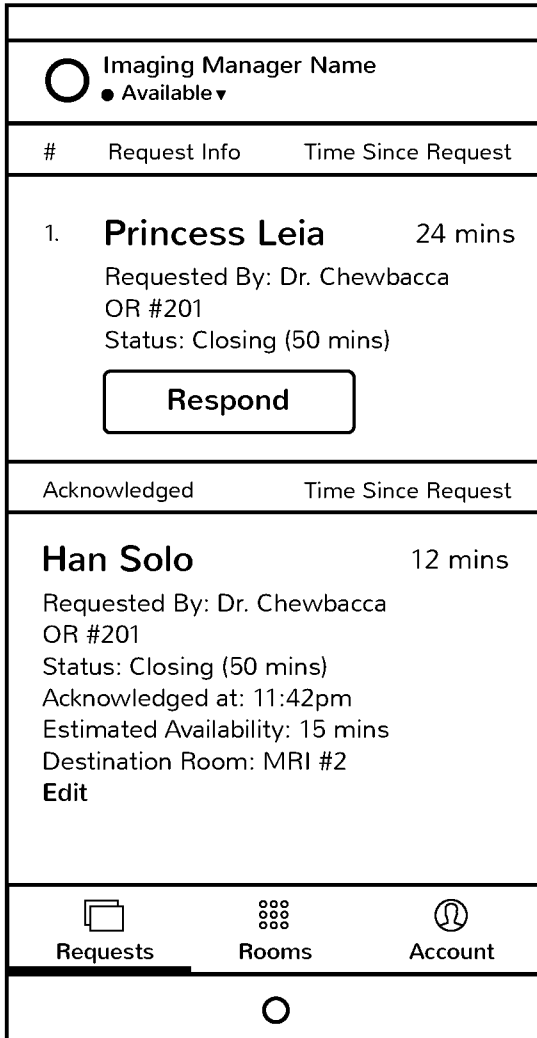 Imaging Manager Name
● Available ▾
# Request Info Time Since Request
1. Princess Leia 24 mins
Requested By: Dr. Chewbacca
OR #201
Status: Closing (50 mins)
Respond
Acknowledged Time Since Request
Han Solo 12 mins
Requested By: Dr. Chewbacca
OR #201
Status: Closing (50 mins)
Acknowledged at: 11:42pm
Estimated Availability: 15 mins
Destination Room: MRI #2
Edit
Requests Rooms Account